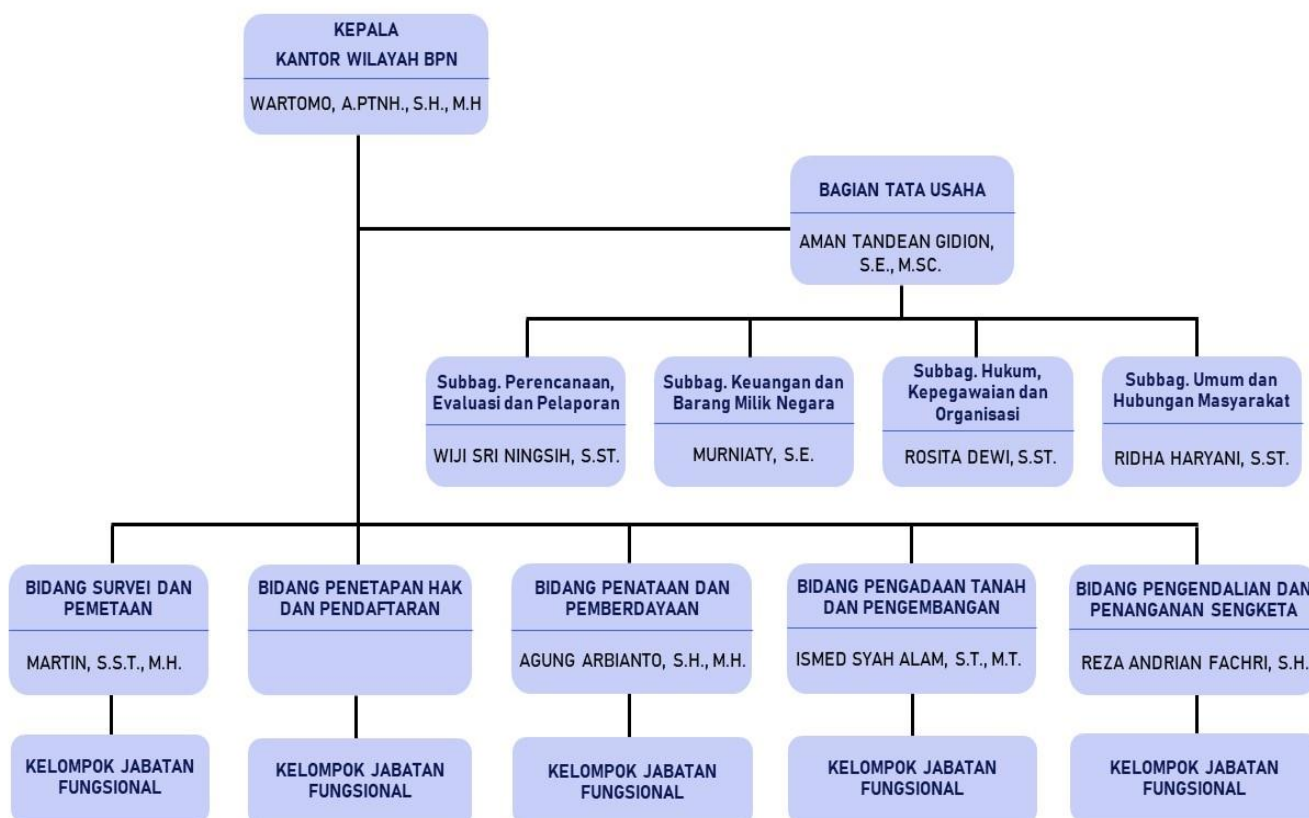 KEPALA
KANTOR WILAYAH BPN
WARTOMO, A.PTNH., S.H., M.H
BAGIAN TATA USAHA
AMAN TANDEAN GIDION,
S.E., M.SC.
Subbag. Perencanaan,
Evaluasi dan Pelaporan
WIJI SRI NINGSIH, S.ST.
Subbag. Keuangan dan
Barang Milik Negara
MURNIATY, S.E.
Subbag. Hukum,
Kepegawaian dan
Organisasi
ROSITA DEWI, S.ST.
Subbag. Umum dan
Hubungan Masyarakat
RIDHA HARYANI, S.ST.
BIDANG SURVEI DAN
PEMETAAN
MARTIN, S.S.T., M.H.
BIDANG PENETAPAN HAK
DAN PENDAFTARAN
BIDANG PENATAAN DAN
PEMBERDAYAAN
AGUNG ARBIANTO, S.H., M.H.
BIDANG PENGADAAN TANAH
DAN PENGEMBANGAN
ISMED SYAH ALAM, S.T., M.T.
BIDANG PENGENDALIAN DAN
PENANGANAN SENGKETA
REZA ANDRIAN FACHRI, S.H.
KELOMPOK JABATAN
FUNGSIONAL
KELOMPOK JABATAN
FUNGSIONAL
KELOMPOK JABATAN
FUNGSIONAL
KELOMPOK JABATAN
FUNGSIONAL
KELOMPOK JABATAN
FUNGSIONAL